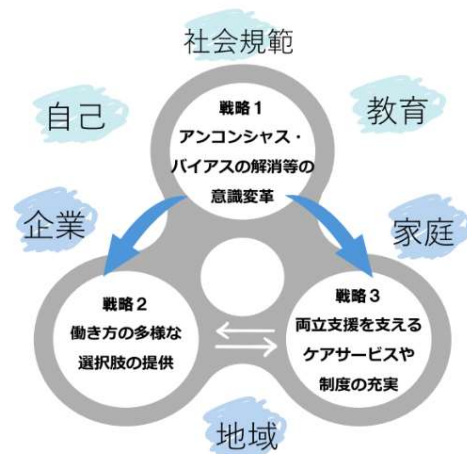 社会規範
自己
教育
戦略1
アンコンシャス・
バイアスの解消等の
意識変革
企業
家庭
戦略2
働き方の多様な
選択肢の提供
戦略3
両立支援を支える
ケアサービスや
制度の充実
地域